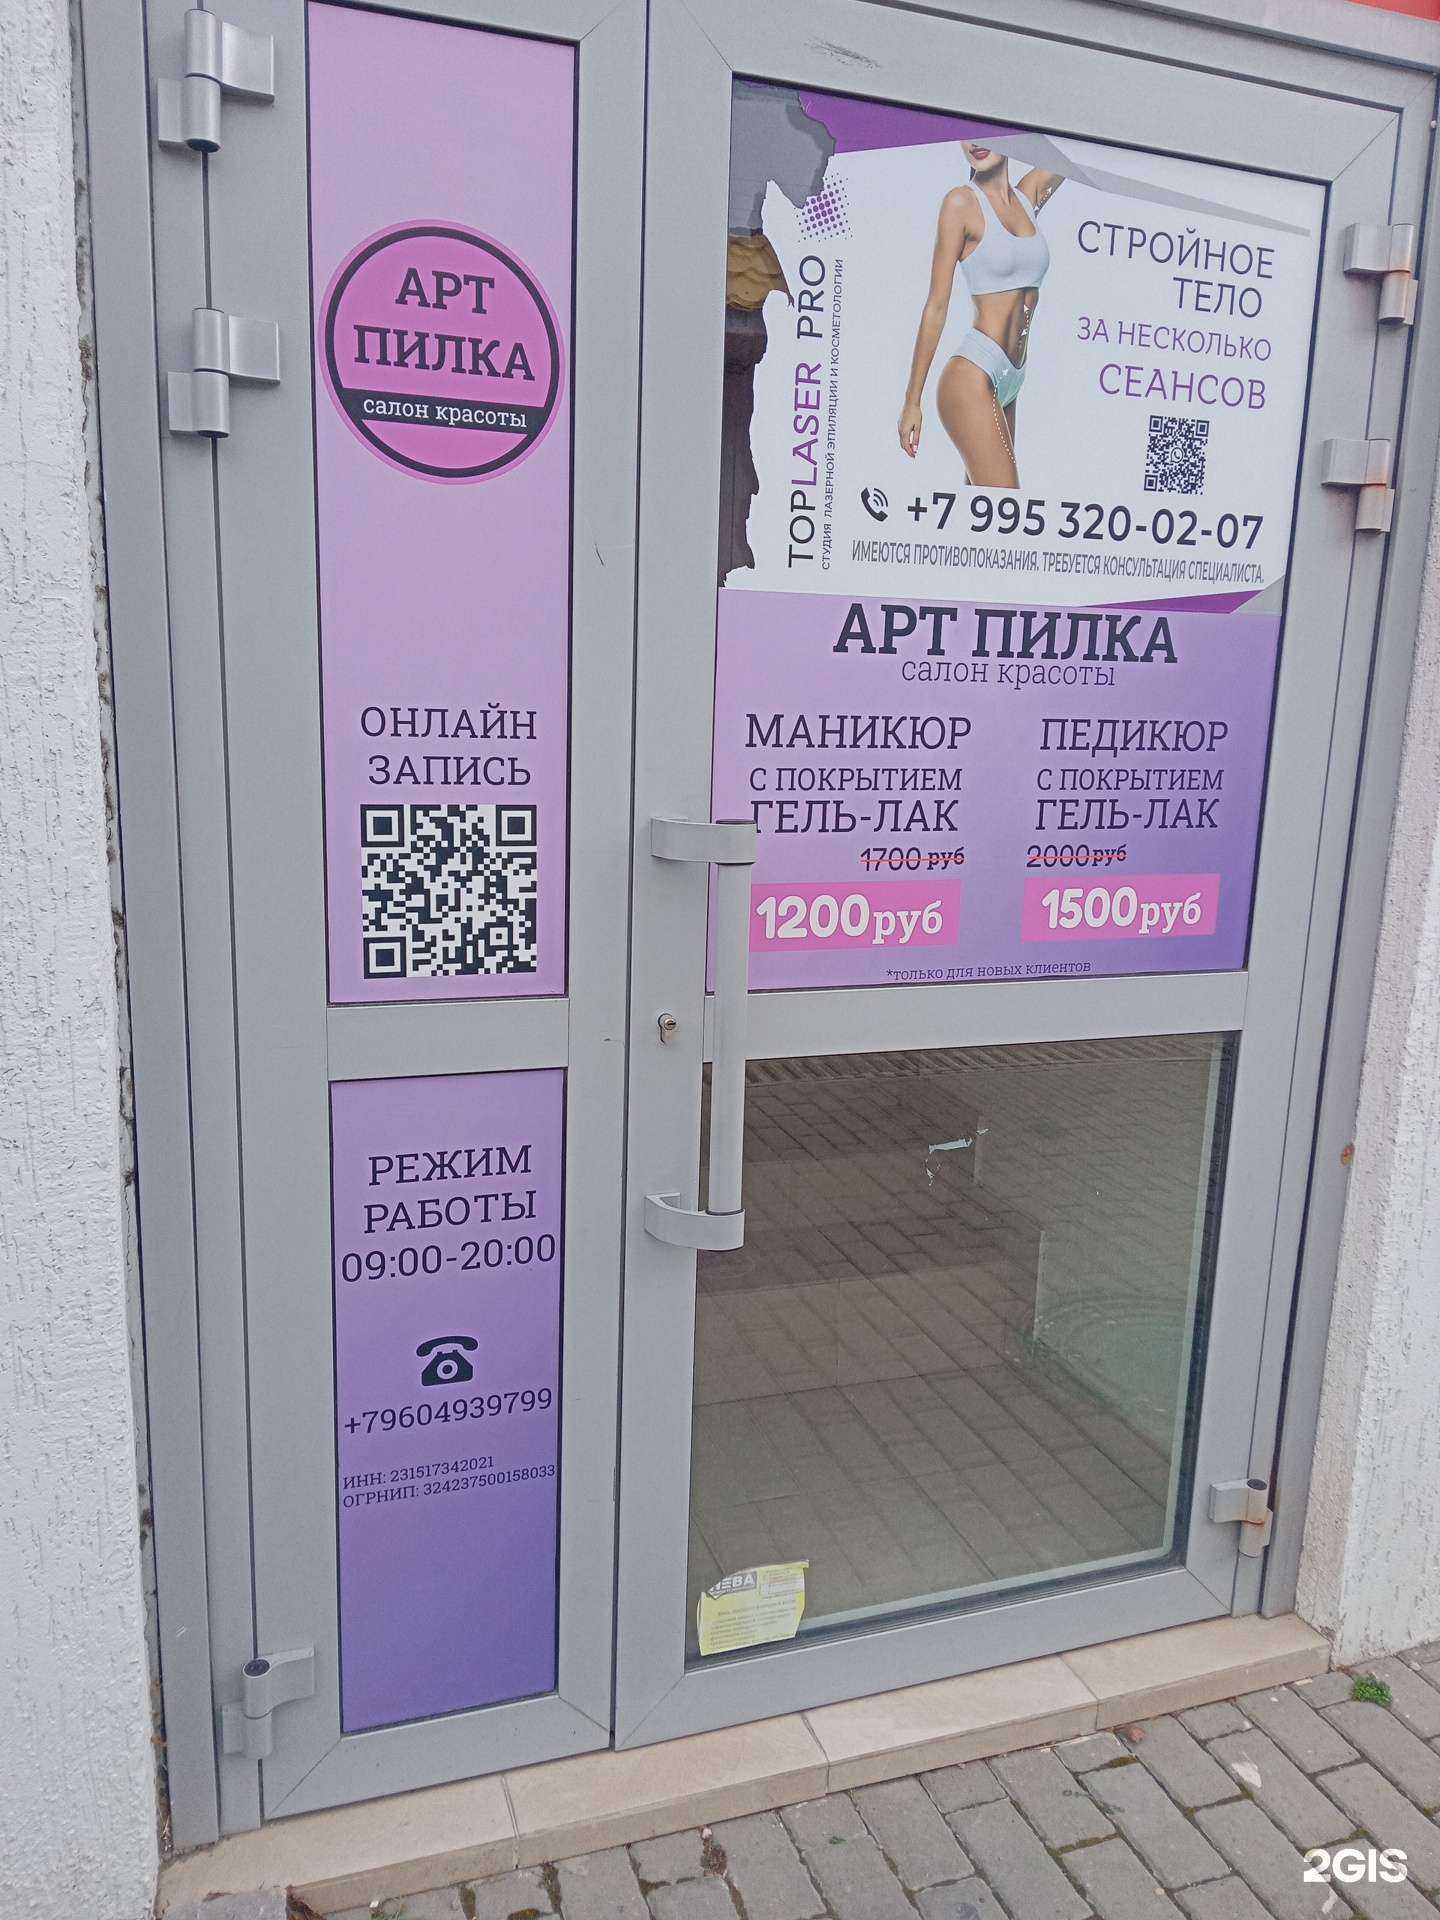 АРТ
ПИЛКА
салон красоты
ОНЛАЙН
ЗАПИСЬ
РЕЖИМ
РАБОТЫ
09:00-20:00
+79604939799
ИНН: 231517342021
ОГРНИП: 324237500158033
TOPLASER PRO
СТУДИЯ ЛАЗЕРНОЙ ЭПИЛЯЦИИ И КОСМЕТОЛОГИИ
СТРОЙНОЕ
ТЕЛО
ЗА НЕСКОЛЬКО
СЕАНСОВ
+7 995 320-02-07
ИМЕЮТСЯ ПРОТИВОПОКАЗАНИЯ. ТРЕБУЕТСЯ КОНСУЛЬТАЦИЯ СПЕЦИАЛИСТА.
АРТ ПИЛКА
салон красоты
МАНИКЮР
С ПОКРЫТИЕМ
ГЕЛЬ-ЛАК
1700 руб
1200руб
ПЕДИКЮР
С ПОКРЫТИЕМ
ГЕЛЬ-ЛАК
2000руб
1500руб
*только для новых клиентов
2GIS